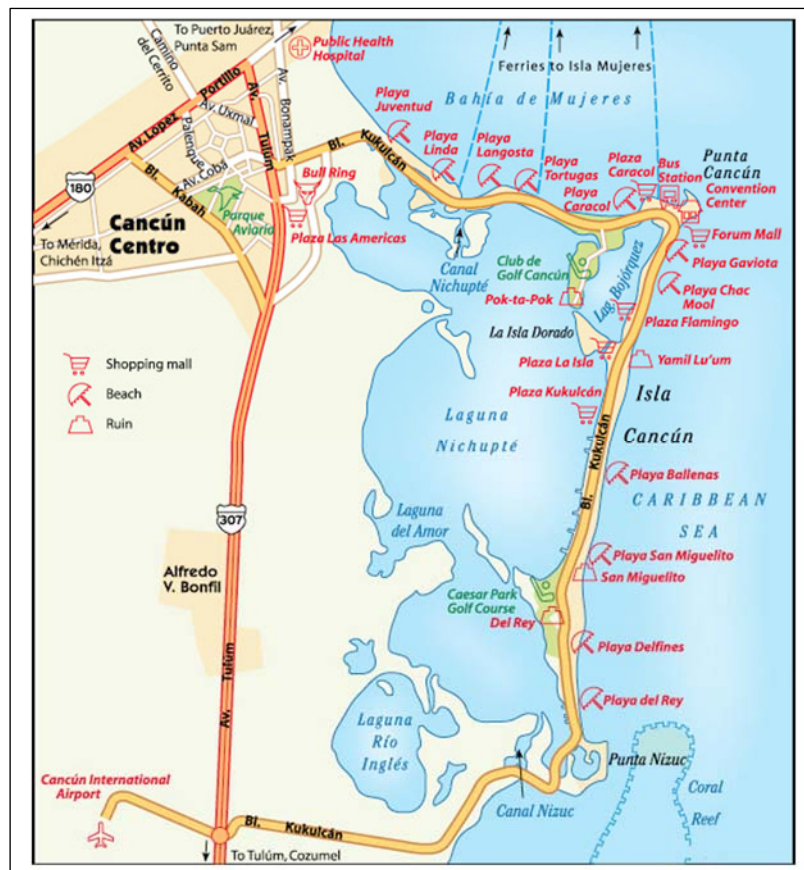 To Puerto Juárez,
Punta Sam
Camino
del Cerrito
Public Health
Hospital
Ferries to Isla Mujeres
Bahía de Mujeres
Av. Lopez
Portillo
Av. Uxmal
Palenque
Av. Coba
Av.
Tulúm
Av.
Bonampak
Bl. Kukulcán
Playa
Juventud
Playa
Linda
Playa
Langosta
Playa
Tortugas
Playa
Caracol
Plaza
Caracol
Bus
Station
Punta
Cancún
Convention
Center
Forum Mall
Playa Gaviota
Playa Chac
Mool
Plaza Flamingo
180
Bl. Kabah
Bull Ring
Parque
Aviaria
Cancún
Centro
Plaza Las Americas
To Mérida,
Chichén Itzá
Canal
Nichupté
Club de
Golf Cancún
Pok-ta-Pok
Lag. Bojórquez
La Isla Dorado
Plaza La Isla
Yamil Lu'um
Plaza Kukulcán
Isla
Cancún
Shopping mall
Beach
Ruin
Laguna
Nichupté
Bl. Kukulcán
Playa Ballenas
CARIBBEAN
SEA
307
Laguna
del Amor
Playa San Miguelito
San Miguelito
Alfredo
V. Bonfil
Caesar Park
Golf Course
Del Rey
Playa Delfines
Av. Tulúm
Playa del Rey
Laguna
Río
Inglés
Punta Nizuc
Cancún International
Airport
Canal Nizuc
Coral
Reef
Bl. Kukulcán
To Tulúm, Cozumel